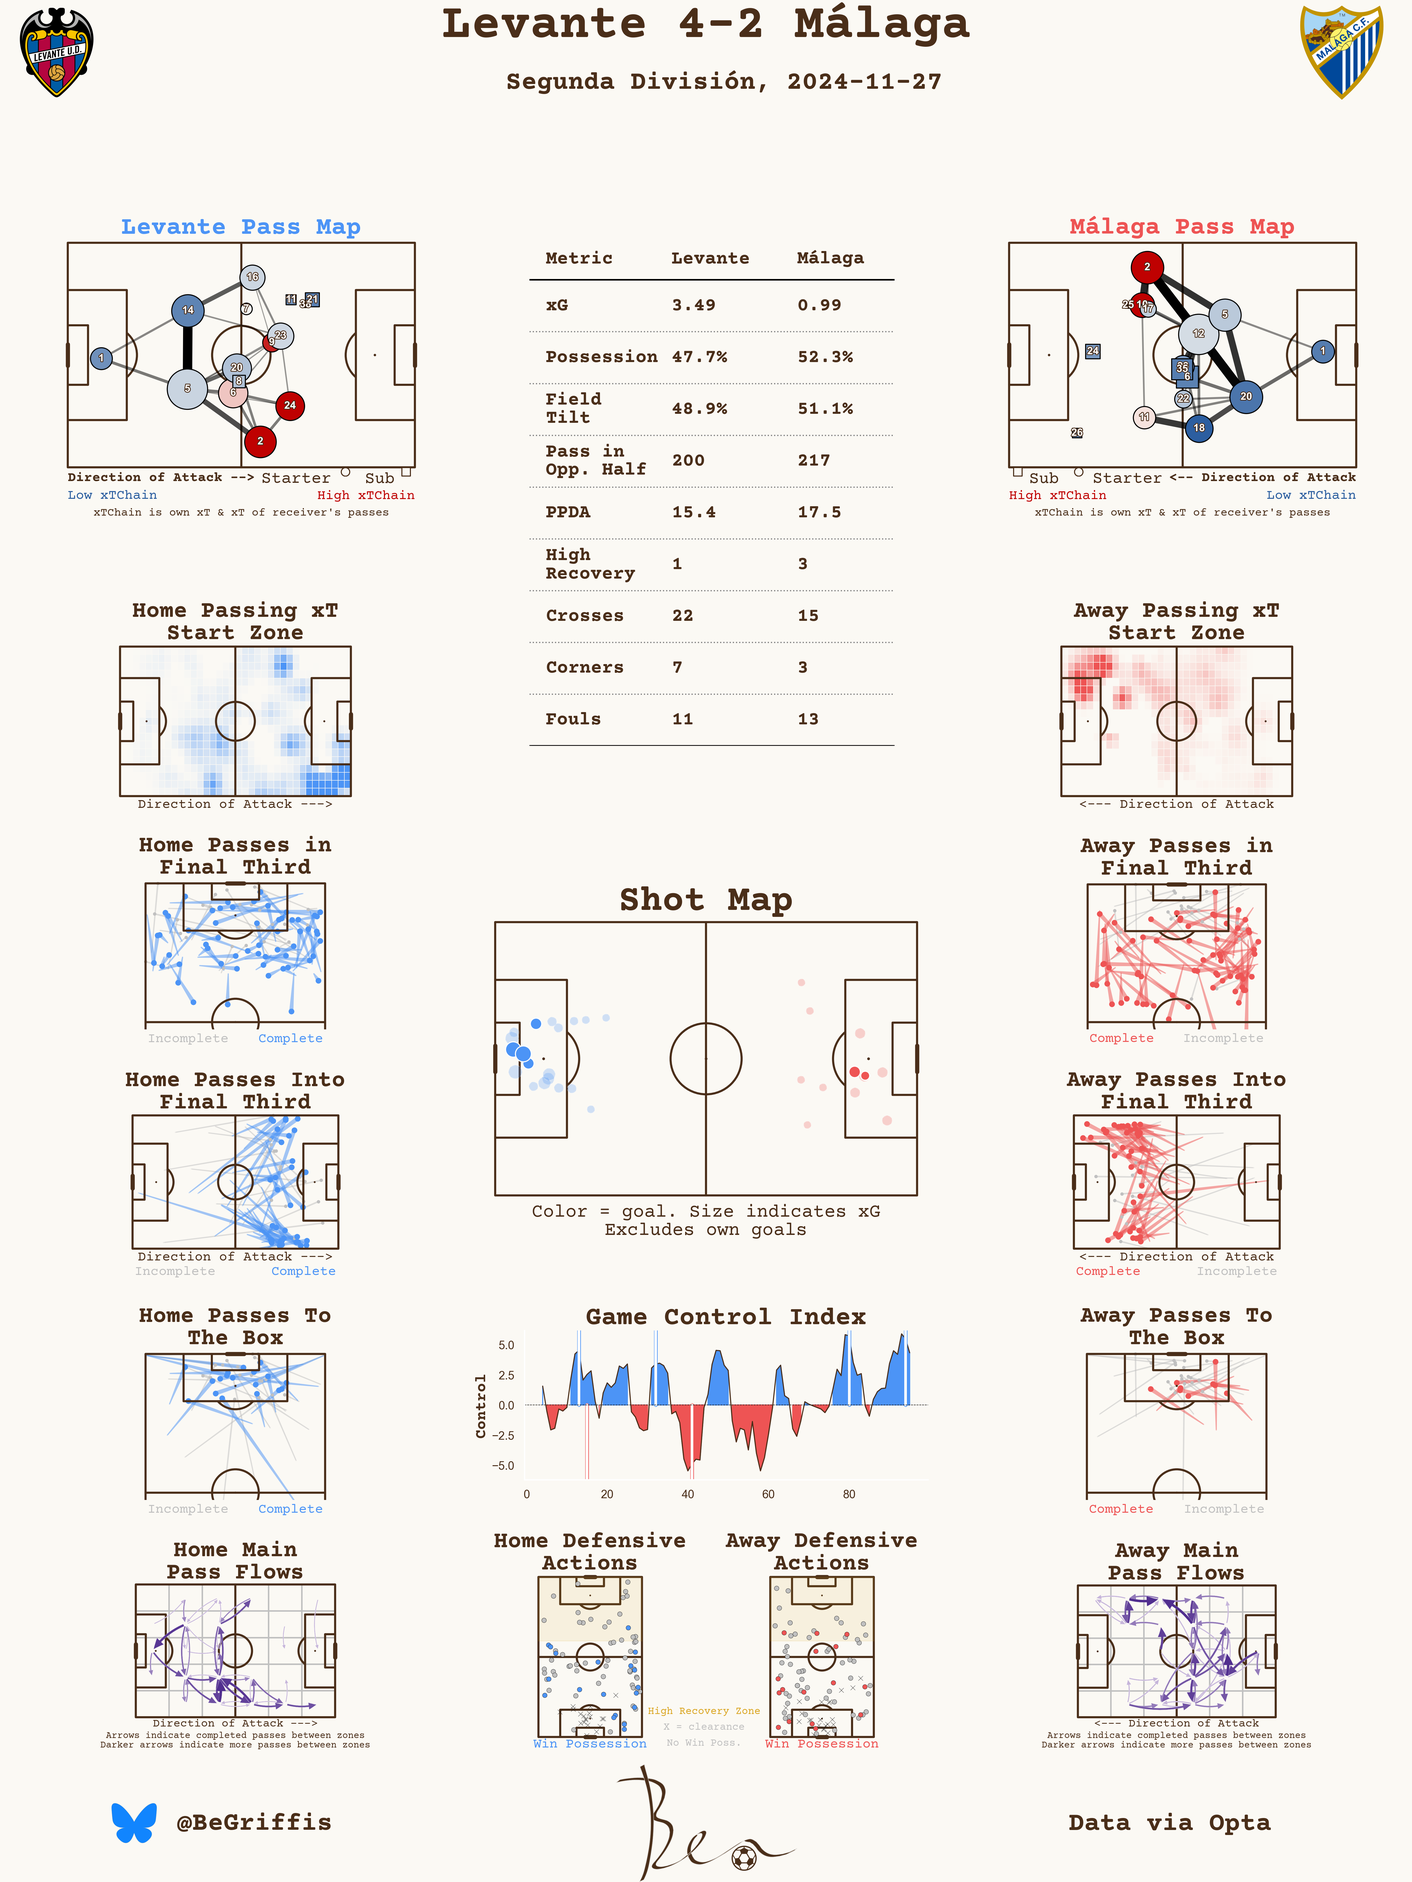 Levante 4-2 Málaga
Segunda División, 2024-11-27
LEVANTE U.D.
MALAGA C.F.
Levante Pass Map
16
11
21
7
14
23
9
1
20
8
5
6
24
2
Direction of Attack --> Starter Sub
Low xTChain High xTChain
xTChain is own xT & xT of receiver's passes
Metric Levante Málaga
xG 3.49 0.99
Possession 47.7% 52.3%
Field
Tilt 48.9% 51.1%
Pass in
Opp. Half 200 217
PPDA 15.4 17.5
High
Recovery 1 3
Crosses 22 15
Corners 7 3
Fouls 11 13
Málaga Pass Map
2
25
17
5
12
24
1
35
6
20
22
11
18
26
Sub Starter <-- Direction of Attack
High xTChain Low xTChain
xTChain is own xT & xT of receiver's passes
Home Passing xT
Start Zone
Direction of Attack --->
Away Passing xT
Start Zone
<--- Direction of Attack
Home Passes in
Final Third
Incomplete Complete
Shot Map
Color = goal. Size indicates xG
Excludes own goals
Away Passes in
Final Third
Complete Incomplete
Home Passes Into
Final Third
Direction of Attack --->
Incomplete Complete
Away Passes Into
Final Third
<--- Direction of Attack
Complete Incomplete
Home Passes To
The Box
Incomplete Complete
Game Control Index
Control
5.0
2.5
0.0
−2.5
−5.0
0 20 40 60 80
Away Passes To
The Box
Complete Incomplete
Home Main
Pass Flows
Direction of Attack --->
Arrows indicate completed passes between zones
Darker arrows indicate more passes between zones
Home Defensive
Actions
Win Possession
High Recovery Zone
X = clearance
No Win Poss.
Away Defensive
Actions
Win Possession
Away Main
Pass Flows
<--- Direction of Attack
Arrows indicate completed passes between zones
Darker arrows indicate more passes between zones
@BeGriffis
Ben
Data via Opta